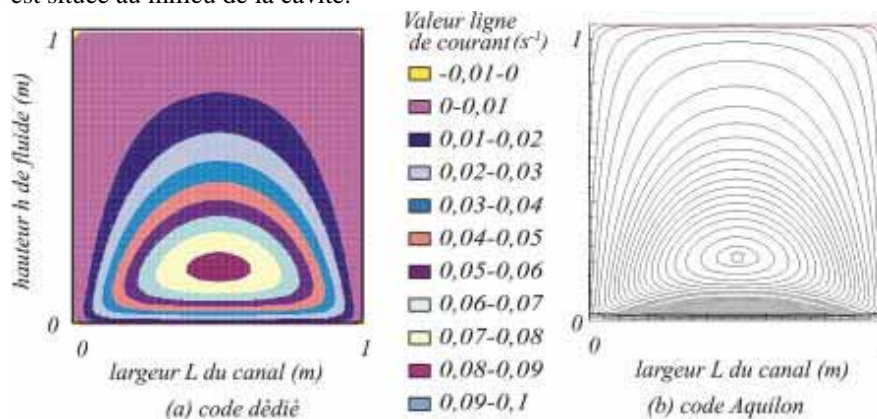 est située au milieu de la cavité.
Valeur ligne
de courant (s⁻¹)
-0,01-0
0-0,01
0,01-0,02
0,02-0,03
0,03-0,04
0,04-0,05
0,05-0,06
0,06-0,07
0,07-0,08
0,08-0,09
0,09-0,1
1
hauteur h de fluide (m)
0
0
1
largeur L du canal (m)
(a) code dédié
1
0
0
largeur L du canal (m)
(b) code Aquilon